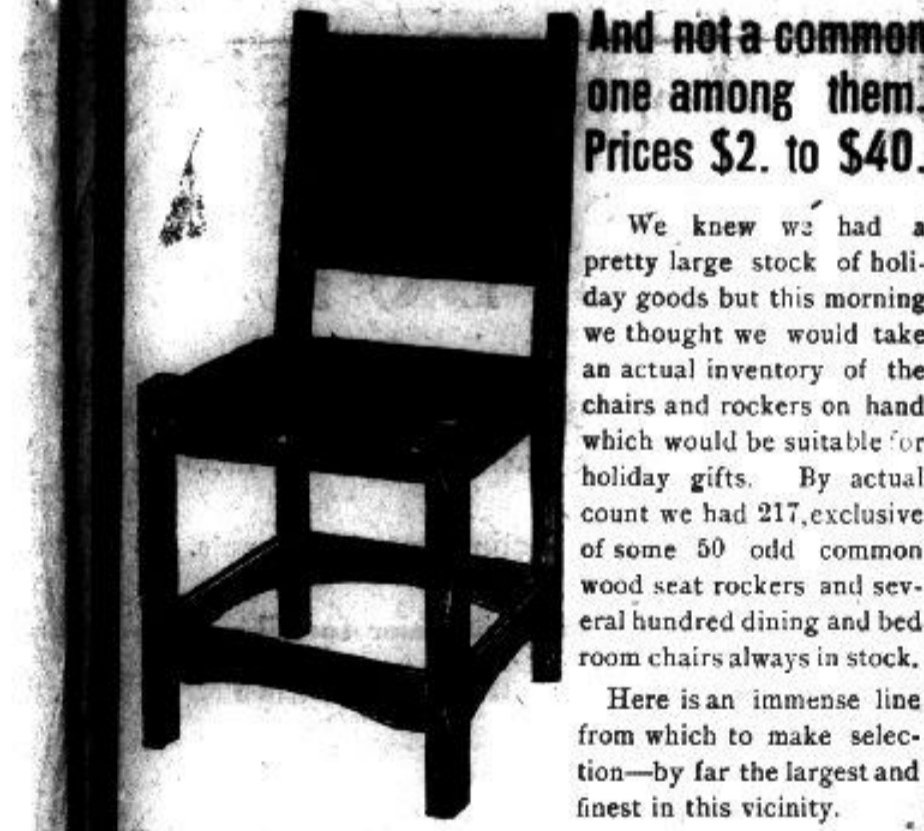 And not a common
one among them.
Prices $2. to $40.
We knew we had a
pretty large stock of holi-
day goods but this morning
we thought we would take
an actual inventory of the
chairs and rockers on hand
which would be suitable for
holiday gifts. By actual
count we had 217, exclusive
of some 50 odd common
wood seat rockers and sev-
eral hundred dining and bed
room chairs always in stock.
Here is an immense line
from which to make selec-
tion—by far the largest and
finest in this vicinity.